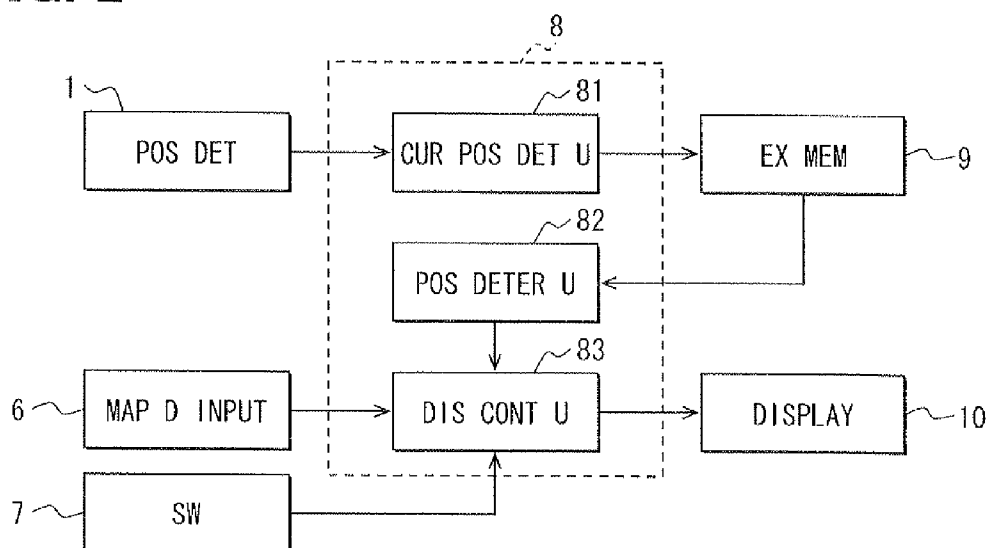 8
1
81
POS DET
CUR POS DET U
EX MEM
9
82
POS DETER U
83
6
MAP D INPUT
DIS CONT U
DISPLAY
10
7
SW